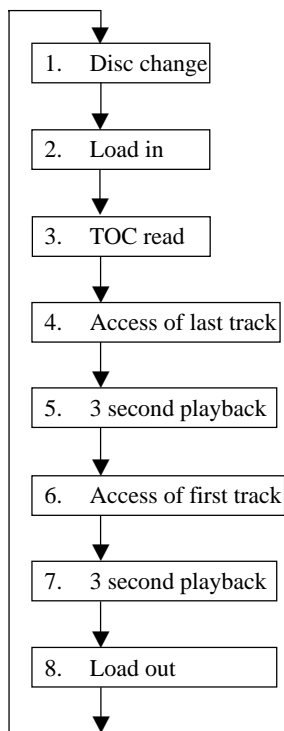 1. Disc change
2. Load in
3. TOC read
4. Access of last track
5. 3 second playback
6. Access of first track
7. 3 second playback
8. Load out